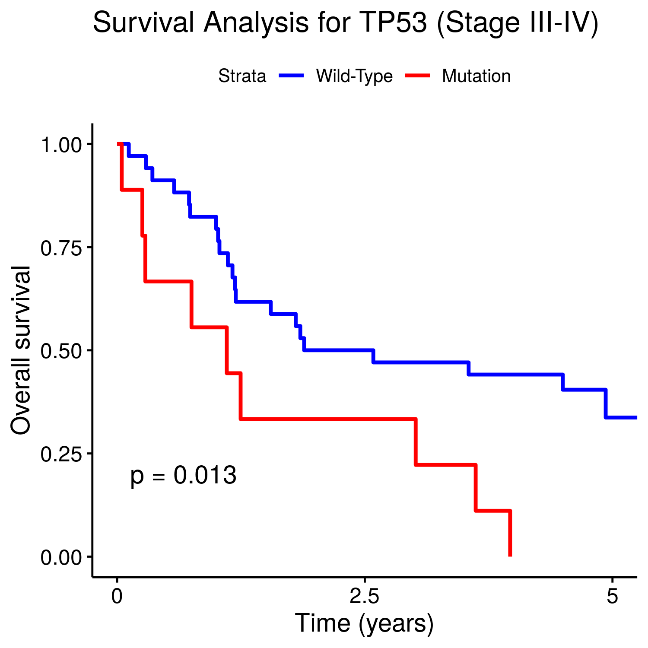 Survival Analysis for TP53 (Stage III-IV)
Strata Wild-Type Mutation
1.00
0.75
0.50
0.25
0.00
Overall survival
p = 0.013
0 2.5 5
Time (years)